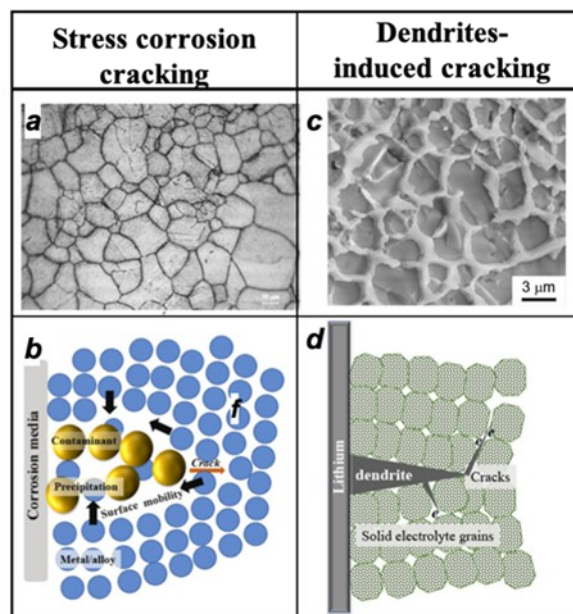 Stress corrosion
cracking
Dendrites-
induced cracking
a
c
3 μm
b
f
Corrosion media
Contaminant
Precipitation
Crack
Surface mobility
Metal/alloy
d
Lithium
dendrite
e
e
e
Cracks
Solid electrolyte grains